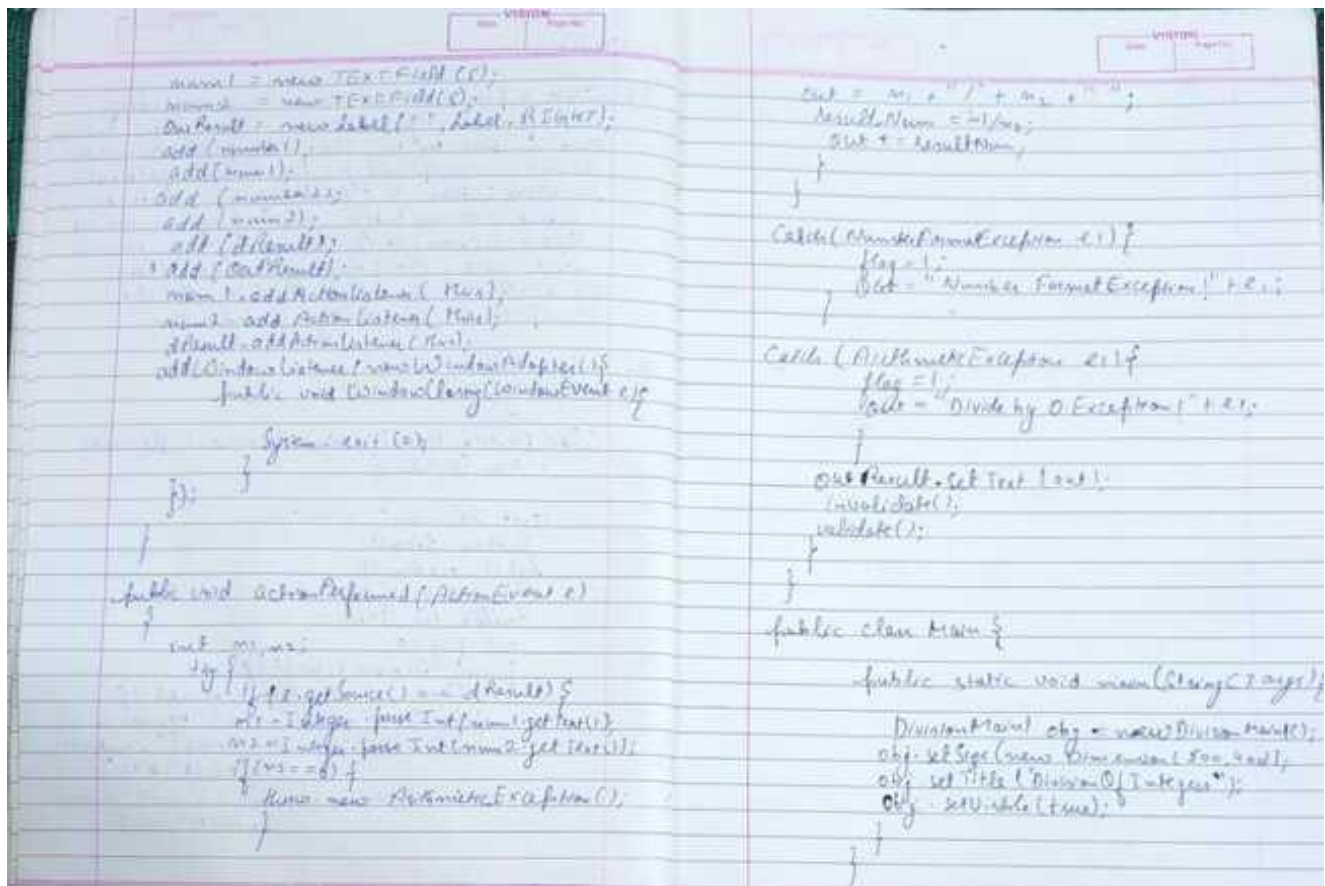 VISION
num1 = new TEXTField(5);
num2 = new TEXTField(5);
OutResult = new Label(" ", Label.RIGHT);
add(number1);
add(num1);
add(number2);
add(num2);
add(dResult);
add(OutResult);
num1.addActionListener(this);
num2.addActionListener(this);
dResult.addActionListener(this);
addWindowListener(new WindowAdapter(){
public void WindowClosing(WindowEvent e){
System.exit(0);
}
});
}
public void actionPerformed(ActionEvent e)
{
int n1,n2;
try {
if (e.getSource() == dResult) {
n1 = Integer.parseInt(num1.getText());
n2 = Integer.parseInt(num2.getText());
if(n2==0) {
throw new ArithmeticException();
}
VISION
out = n1 + "/" + n2 + " ";
resultNum = n1/n2;
out += resultNum;
}
}
Catch(NumberFormatException e1){
flag = 1;
Out = "Number FormatException!" + e1;
}
Catch (ArithmeticException e1){
flag = 1;
out = "Divide by 0 Exception!" + e1;
}
OutResult.setText(out);
invalidate();
validate();
}
}
public class Main {
public static void main(String[] args){
DivisionMain1 obj = new DivisionMain1();
obj.setSize(new Dimension(500,400));
obj.setTitle("DivisionOfIntegers");
obj.setVisible(true);
}
}